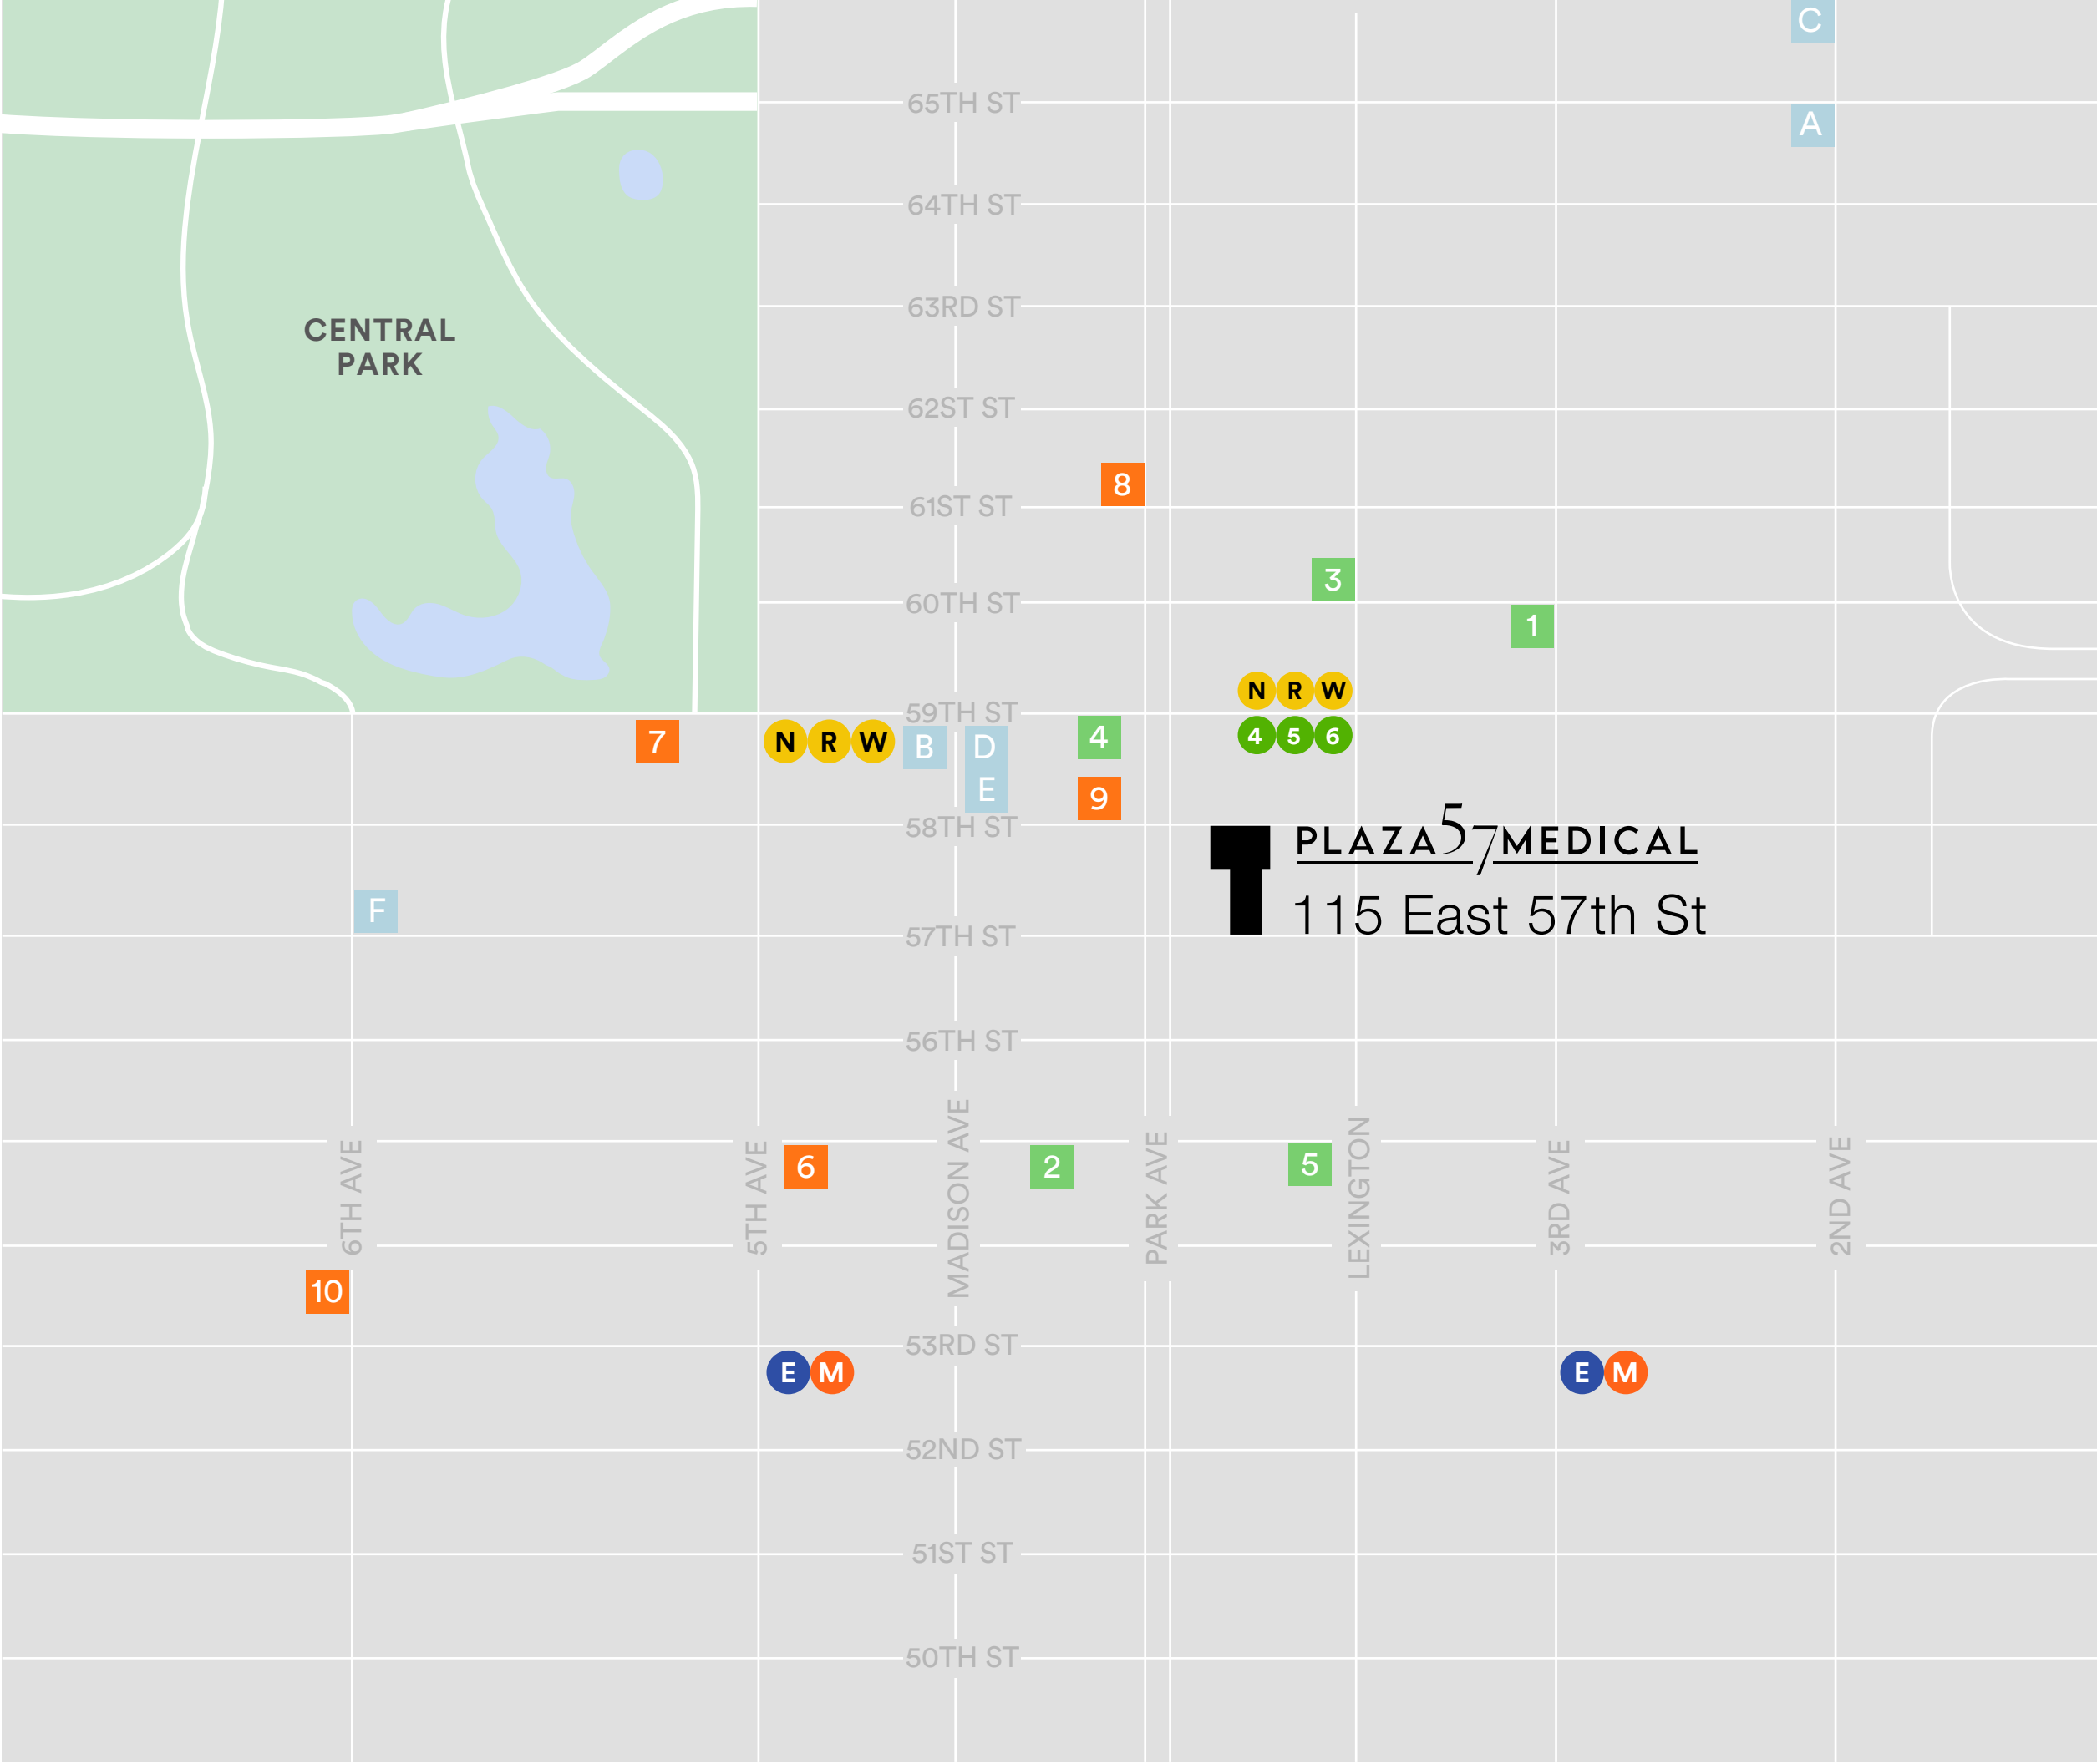 C
65TH ST
A
64TH ST
63RD ST
CENTRAL
PARK
62ST ST
8
61ST ST
3
60TH ST
1
N R W
59TH ST
7
N R W
B
D
4
4 5 6
E
9
58TH ST
PLAZA57MEDICAL
F
115 East 57th St
57TH ST
56TH ST
6TH AVE
5TH AVE
6
MADISON AVE
2
PARK AVE
5
LEXINGTON
3RD AVE
2ND AVE
10
53RD ST
E M
E M
52ND ST
51ST ST
50TH ST